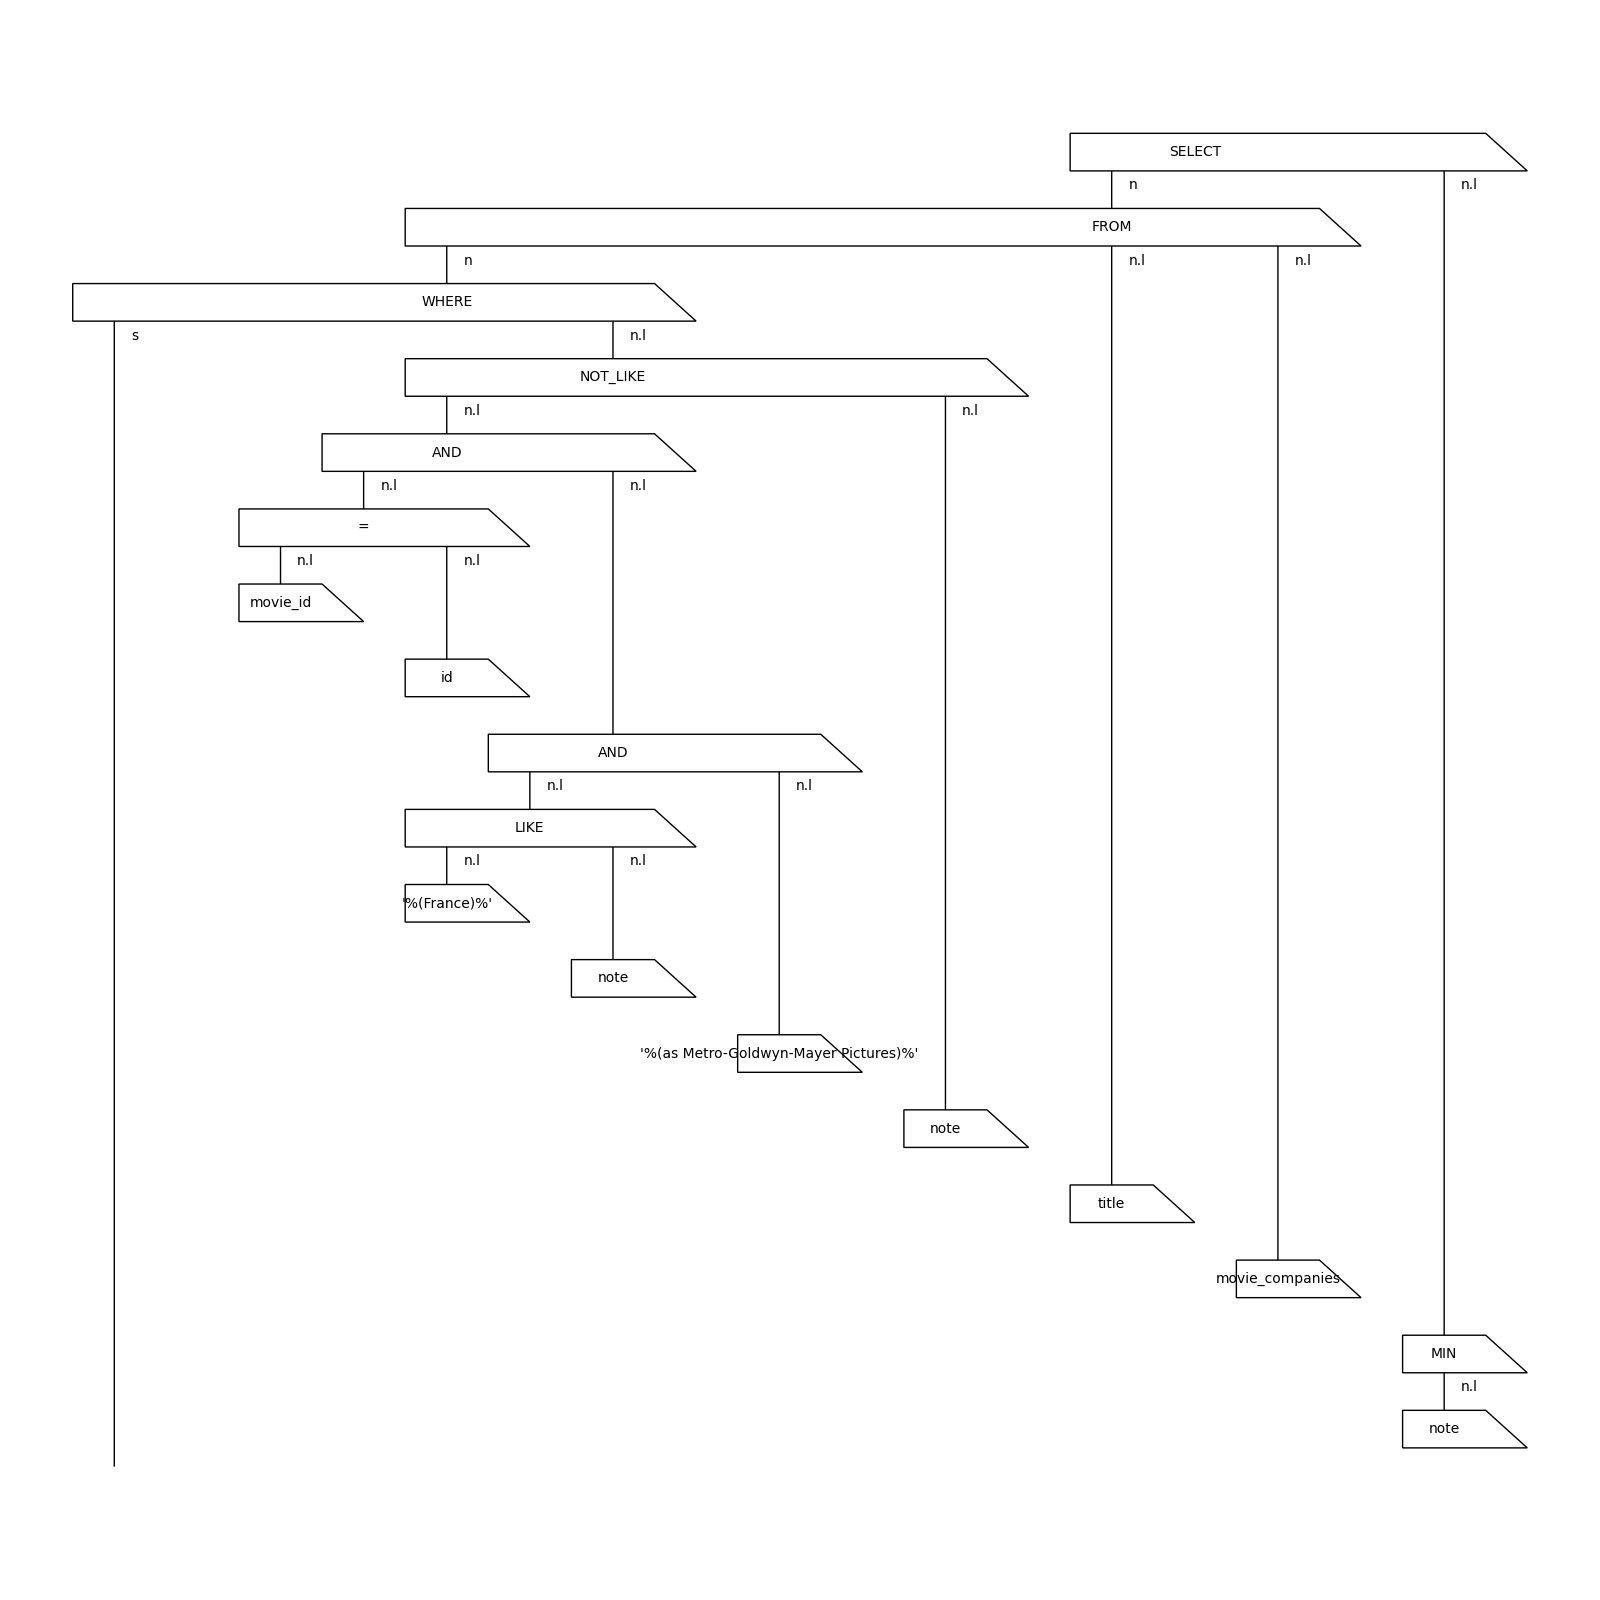 SELECT
n n.l
FROM
n n.l n.l
WHERE
s n.l
NOT_LIKE
n.l n.l
AND
n.l n.l
=
n.l n.l
movie_id
id
AND
n.l n.l
LIKE
n.l n.l
'%(France)%'
note
'%(as Metro-Goldwyn-Mayer Pictures)%'
note
title
movie_companies
MIN
n.l
note